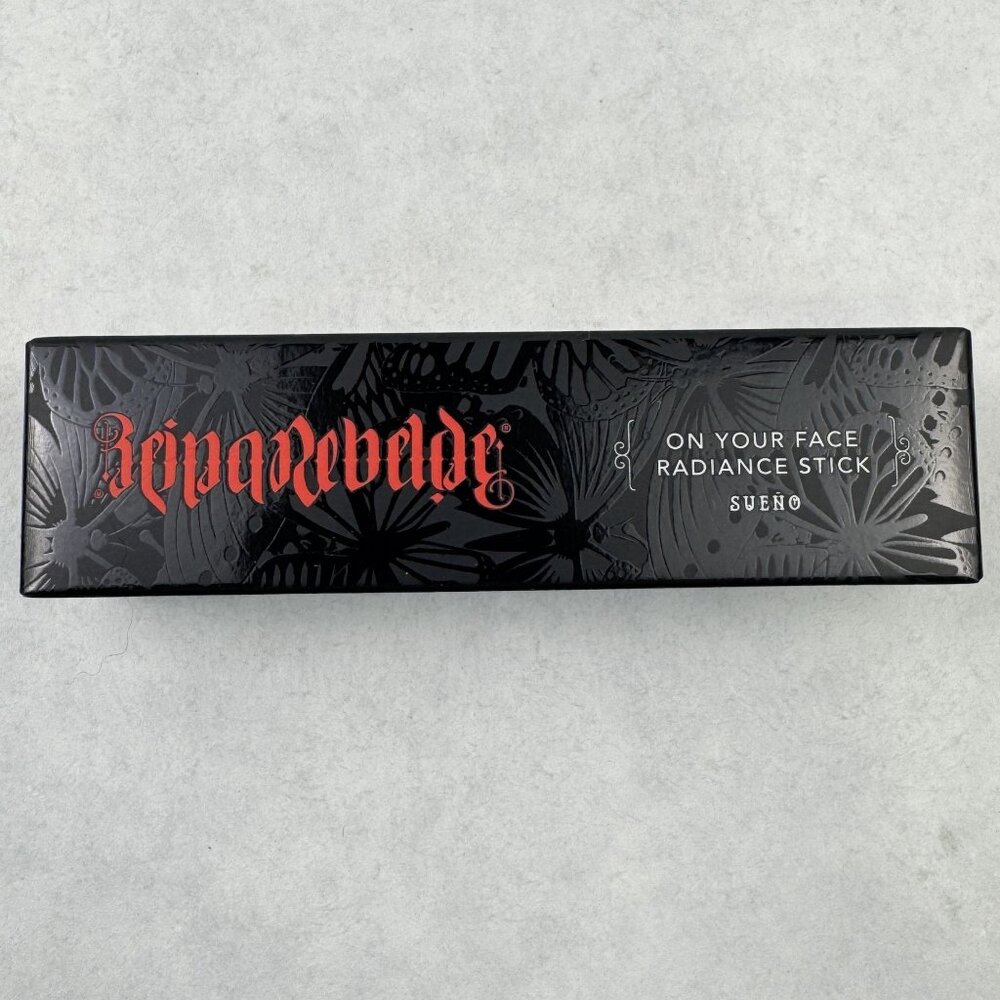 ReinaRebelde®
ON YOUR FACE
RADIANCE STICK
SUEÑO